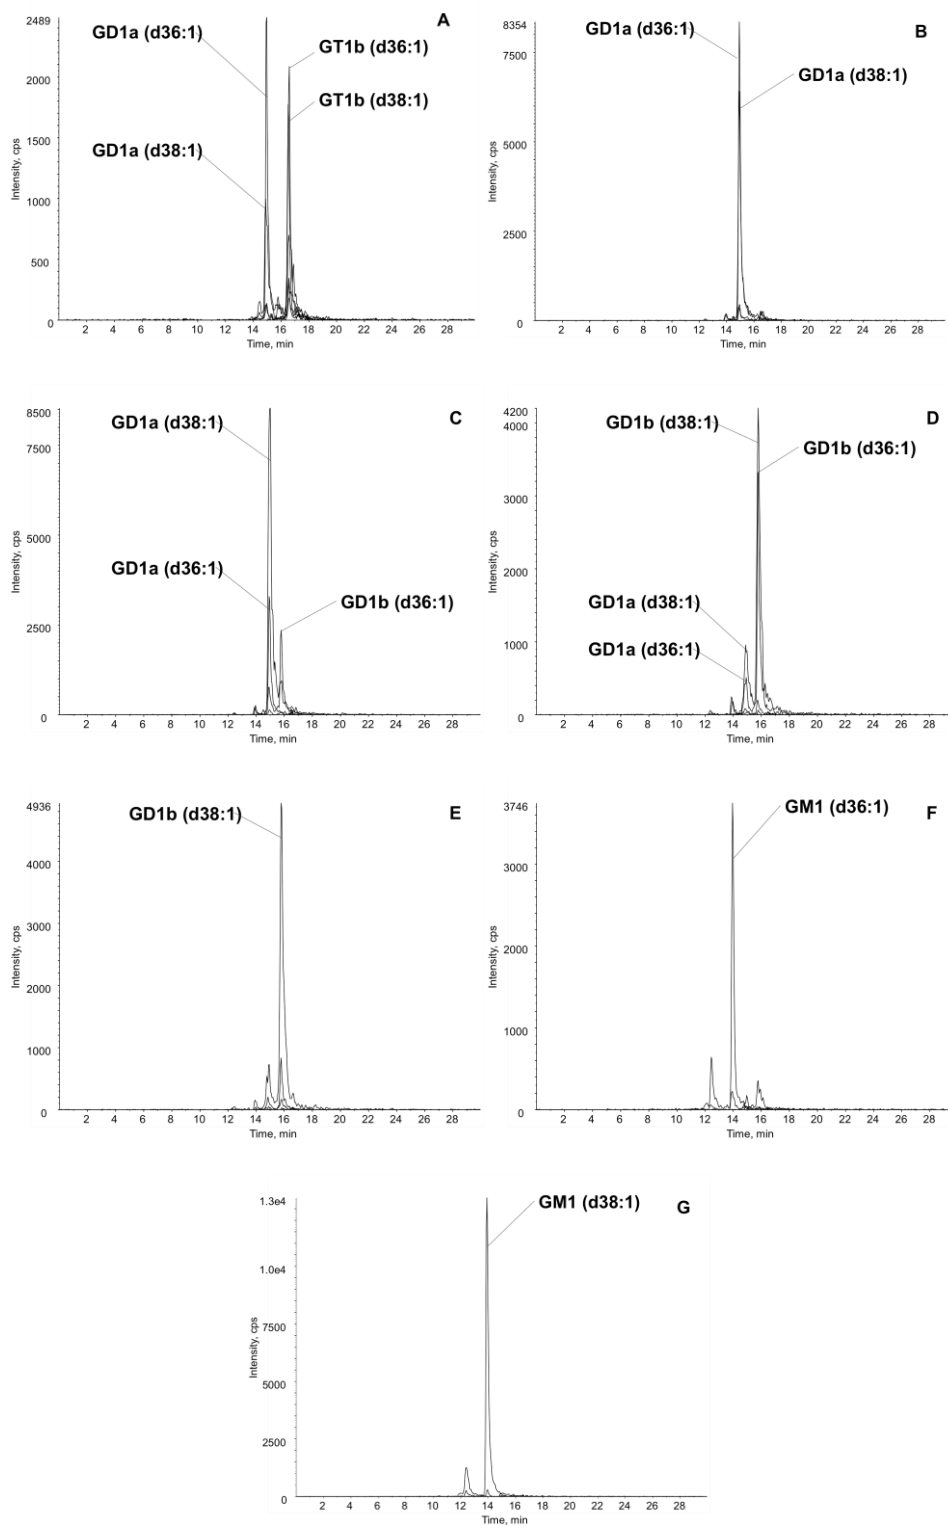 2489
A
GD1a (d36:1)
GT1b (d36:1)
2000
GT1b (d38:1)
1500
GD1a (d38:1)
Intensity, cps
1000
500
0
2 4 6 8 10 12 14 16 18 20 22 24 26 28
Time, min
8354
GD1a (d36:1)
B
7500
GD1a (d38:1)
5000
Intensity, cps
2500
0
2 4 6 8 10 12 14 16 18 20 22 24 26 28
Time, min
8500
GD1a (d38:1)
C
7500
5000
Intensity, cps
GD1a (d36:1)
GD1b (d36:1)
2500
0
2 4 6 8 10 12 14 16 18 20 22 24 26 28
Time, min
4200
4000
GD1b (d38:1)
D
GD1b (d36:1)
3000
Intensity, cps
2000
GD1a (d38:1)
1000
GD1a (d36:1)
0
2 4 6 8 10 12 14 16 18 20 22 24 26 28
Time, min
4936
GD1b (d38:1)
E
4000
3000
Intensity, cps
2000
1000
0
2 4 6 8 10 12 14 16 18 20 22 24 26 28
Time, min
3746
GM1 (d36:1)
F
3000
Intensity, cps
2000
1000
0
2 4 6 8 10 12 14 16 18 20 22 24 26 28
Time, min
1.3e4
GM1 (d38:1)
G
1.0e4
7500
Intensity, cps
5000
2500
0
2 4 6 8 10 12 14 16 18 20 22 24 26 28
Time, min